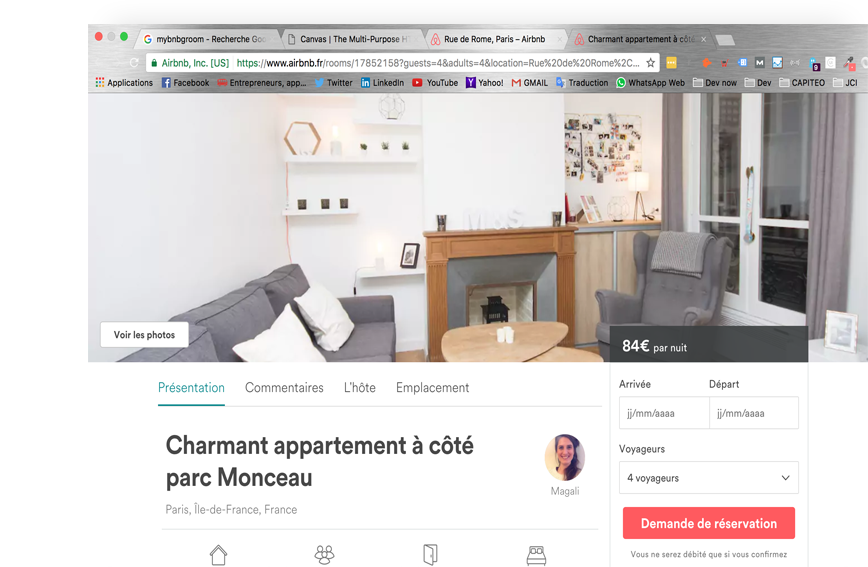 mybnbgroom - Recherche Goo
Canvas | The Multi-Purpose H
Rue de Rome, Paris – Airbnb
Charmant appartement à côté
Airbnb, Inc. [US]
https://www.airbnb.fr/rooms/17852158?guests=4&adults=4&location=Rue%20de%20Rome%2C...
Applications
Facebook
Entrepreneurs, app...
Twitter
LinkedIn
YouTube
Yahoo!
GMAIL
Traduction
WhatsApp Web
Dev now
Dev
CAPITEO
JCI
Voir les photos
84€ par nuit
Présentation
Commentaires
L'hôte
Emplacement
Arrivée
Départ
jj/mm/aaaa
jj/mm/aaaa
Charmant appartement à côté
parc Monceau
Magali
Paris, Île-de-France, France
Voyageurs
4 voyageurs
Demande de réservation
Vous ne serez débité que si vous confirmez